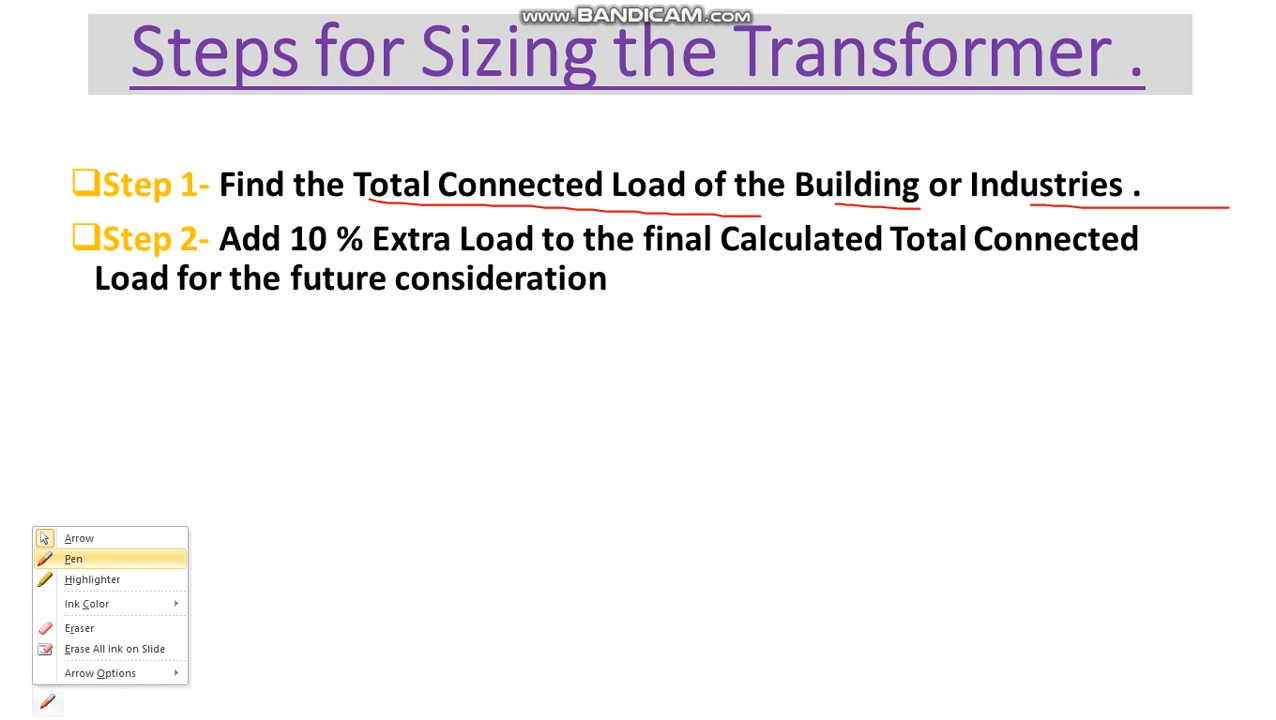 www.BANDICAM.com
Steps for Sizing the Transformer .
Step 1- Find the Total Connected Load of the Building or Industries .
Step 2- Add 10 % Extra Load to the final Calculated Total Connected
Load for the future consideration
Arrow
Pen
Highlighter
Ink Color
Eraser
Erase All Ink on Slide
Arrow Options